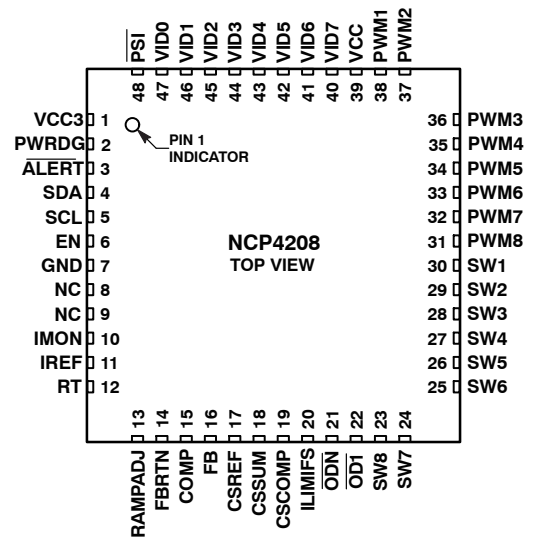 PSI
VID0
VID1
VID2
VID3
VID4
VID5
VID6
VID7
VCC
PWM1
PWM2
48
47
46
45
44
43
42
41
40
39
38
37
VCC3 1
PWRDG 2
ALERT 3
SDA 4
SCL 5
EN 6
GND 7
NC 8
NC 9
IMON 10
IREF 11
RT 12
PIN 1
INDICATOR
NCP4208
TOP VIEW
36 PWM3
35 PWM4
34 PWM5
33 PWM6
32 PWM7
31 PWM8
30 SW1
29 SW2
28 SW3
27 SW4
26 SW5
25 SW6
13
14
15
16
17
18
19
20
21
22
23
24
RAMPADJ
FBRTN
COMP
FB
CSREF
CSSUM
CSCOMP
ILIMIFS
ODN
OD1
SW8
SW7